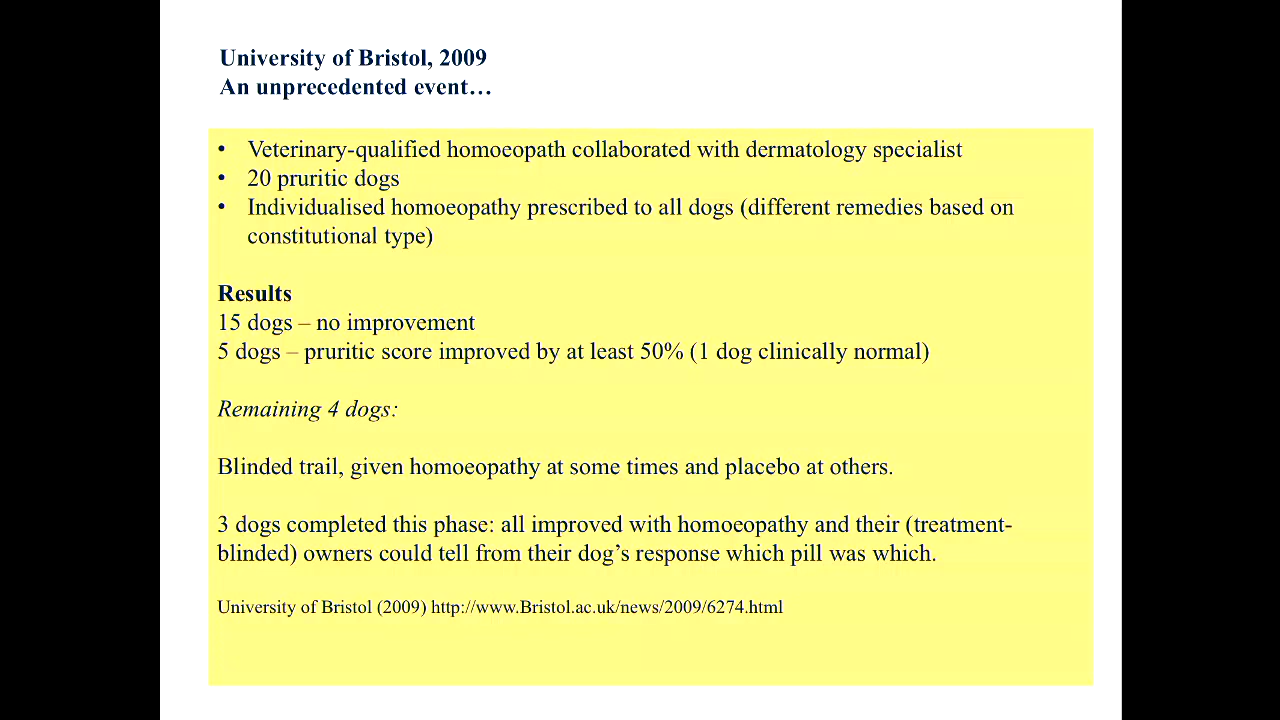 University of Bristol, 2009
An unprecedented event…
• Veterinary-qualified homoeopath collaborated with dermatology specialist
• 20 pruritic dogs
• Individualised homoeopathy prescribed to all dogs (different remedies based on
constitutional type)
Results
15 dogs – no improvement
5 dogs – pruritic score improved by at least 50% (1 dog clinically normal)
Remaining 4 dogs:
Blinded trail, given homoeopathy at some times and placebo at others.
3 dogs completed this phase: all improved with homoeopathy and their (treatment-
blinded) owners could tell from their dog’s response which pill was which.
University of Bristol (2009) http://www.Bristol.ac.uk/news/2009/6274.html